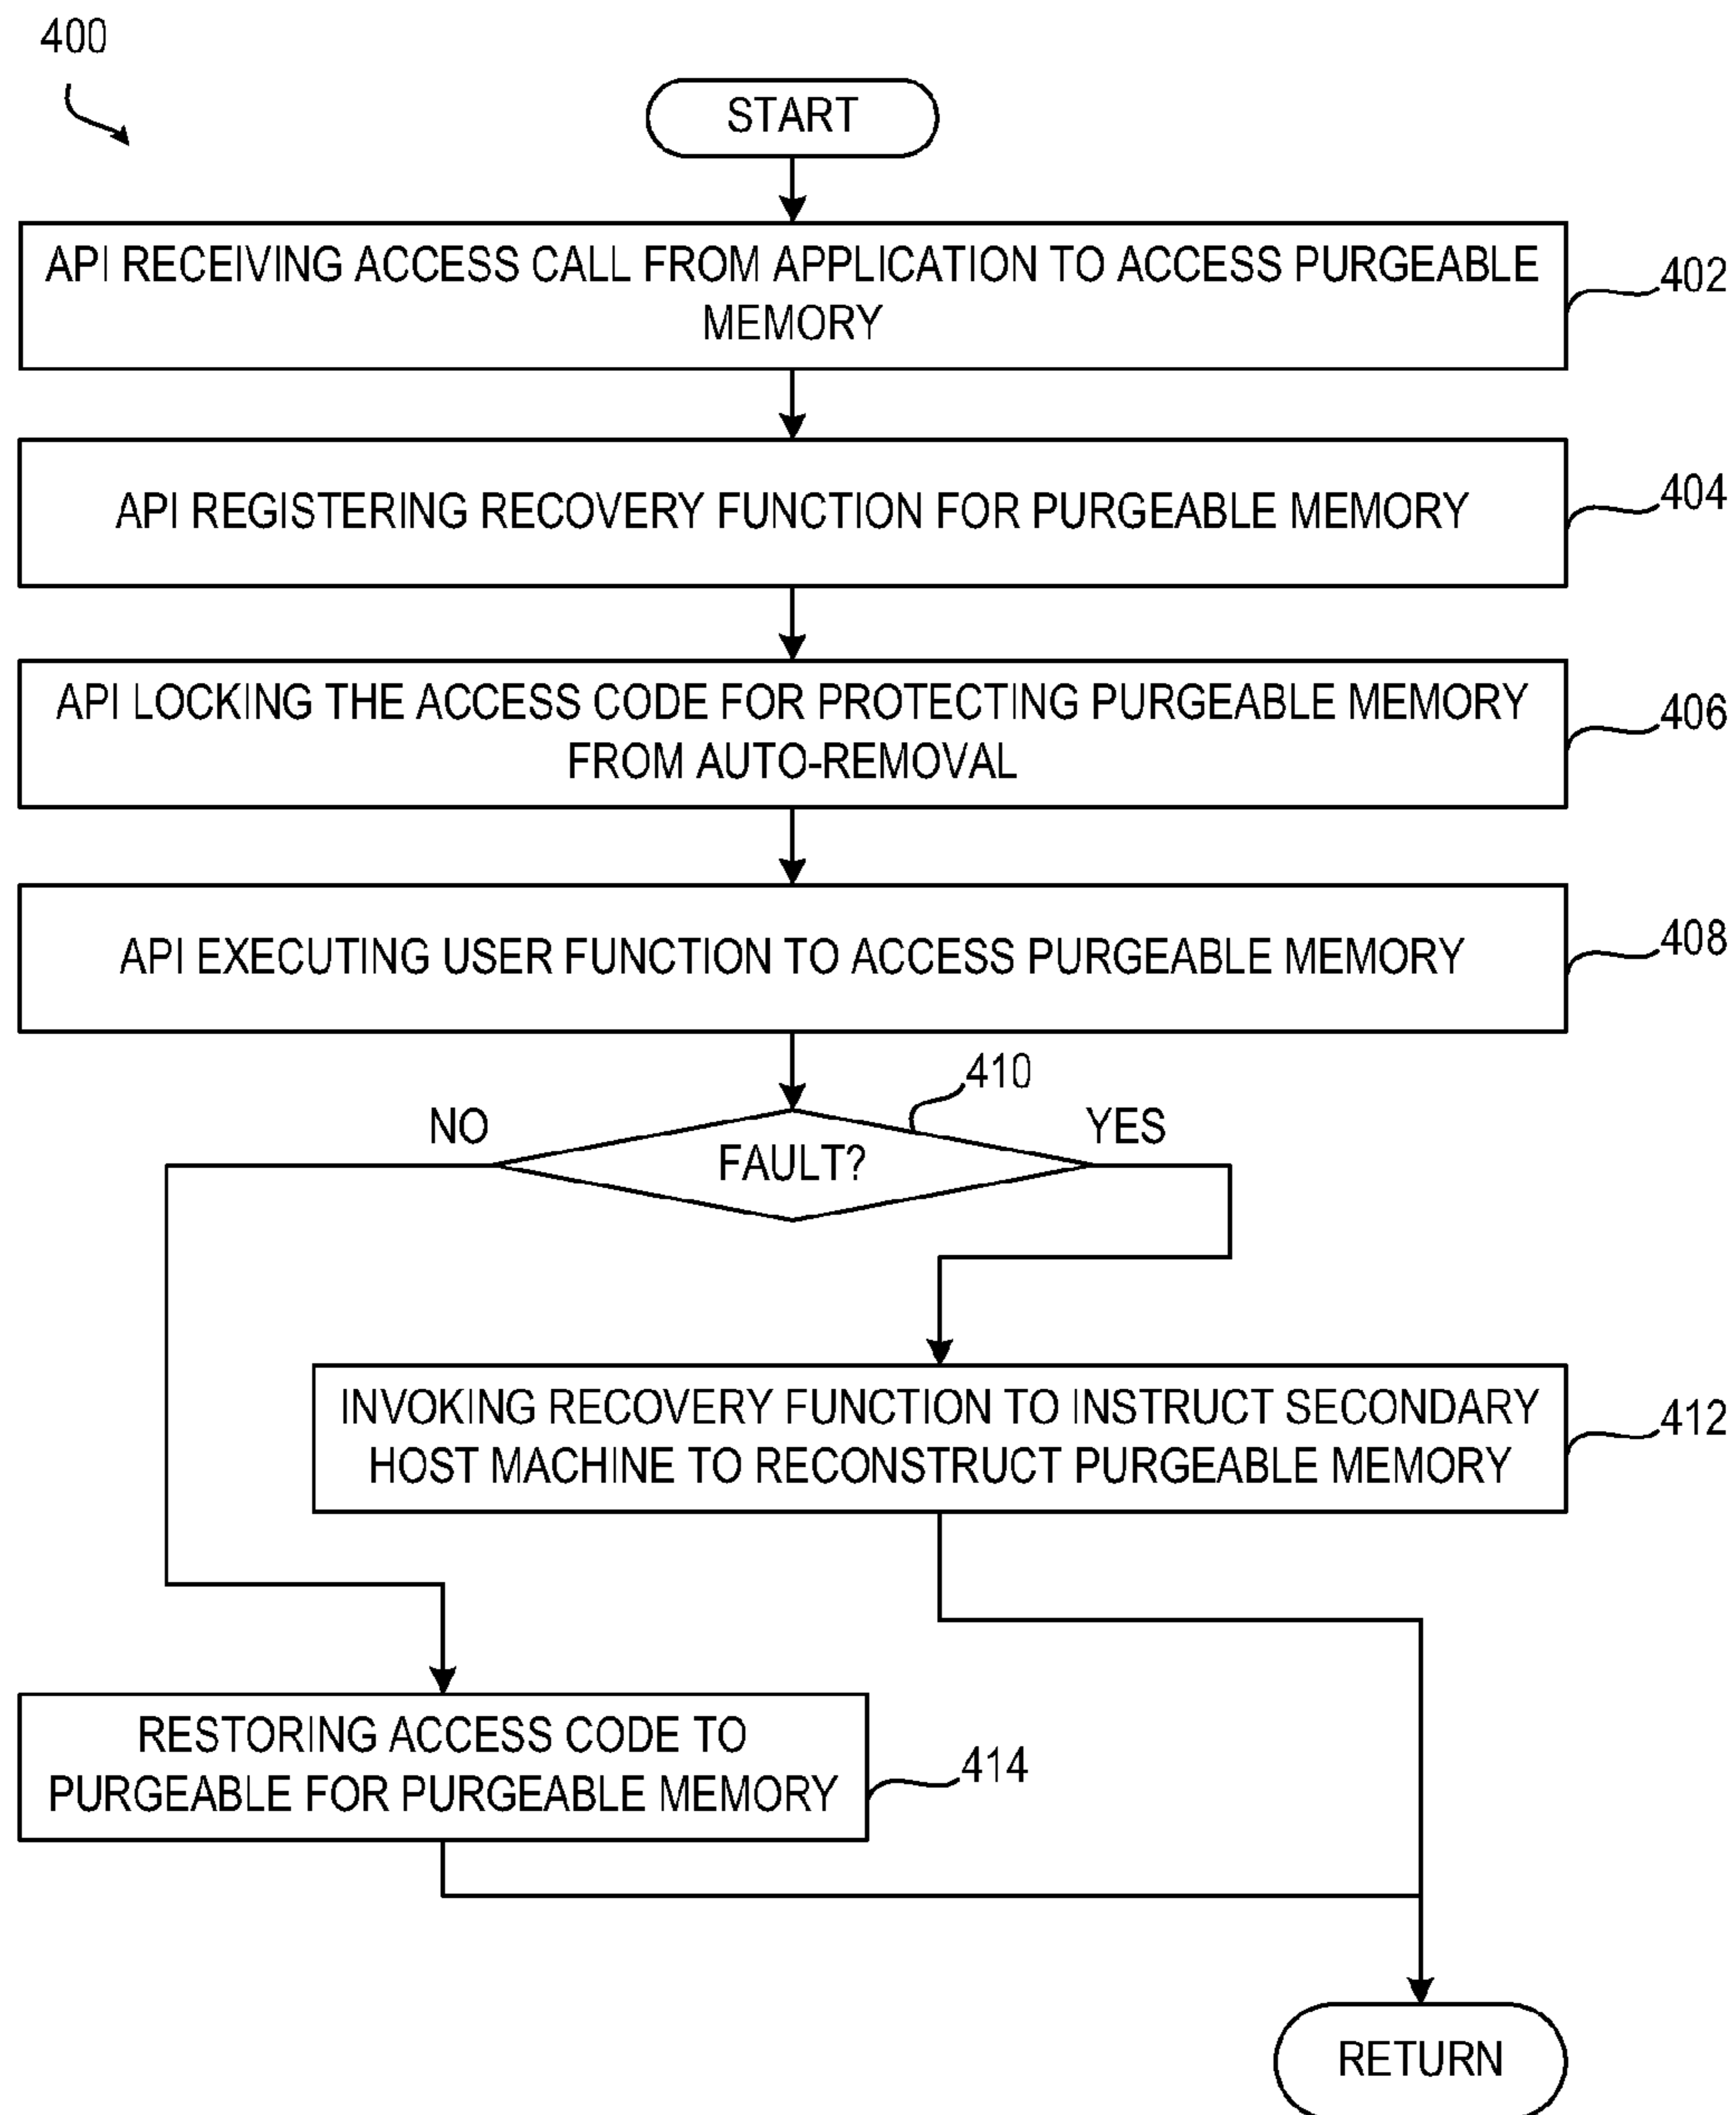 400
START
API RECEIVING ACCESS CALL FROM APPLICATION TO ACCESS PURGEABLE
MEMORY
402
API REGISTERING RECOVERY FUNCTION FOR PURGEABLE MEMORY
404
API LOCKING THE ACCESS CODE FOR PROTECTING PURGEABLE MEMORY
FROM AUTO-REMOVAL
406
API EXECUTING USER FUNCTION TO ACCESS PURGEABLE MEMORY
408
410
NO
FAULT?
YES
INVOKING RECOVERY FUNCTION TO INSTRUCT SECONDARY
HOST MACHINE TO RECONSTRUCT PURGEABLE MEMORY
412
RESTORING ACCESS CODE TO
PURGEABLE FOR PURGEABLE MEMORY
414
RETURN